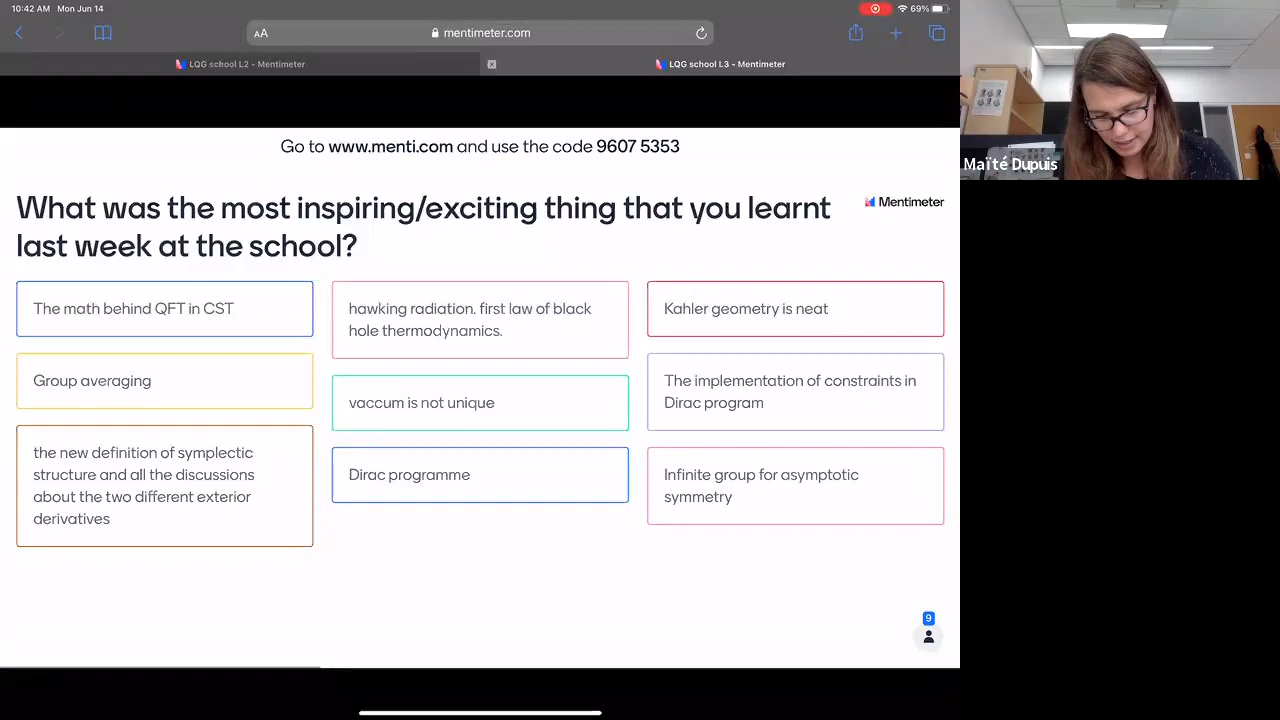 10:42 AM Mon Jun 14
69%
AA
mentimeter.com
LQG school L2 - Mentimeter
LQG school L3 - Mentimeter
Go to www.menti.com and use the code 9607 5353
What was the most inspiring/exciting thing that you learnt
last week at the school?
Mentimeter
The math behind QFT in CST
Group averaging
the new definition of symplectic
structure and all the discussions
about the two different exterior
derivatives
hawking radiation. first law of black
hole thermodynamics.
vaccum is not unique
Dirac programme
Kahler geometry is neat
The implementation of constraints in
Dirac program
Infinite group for asymptotic
symmetry
9
Maïté Dupuis